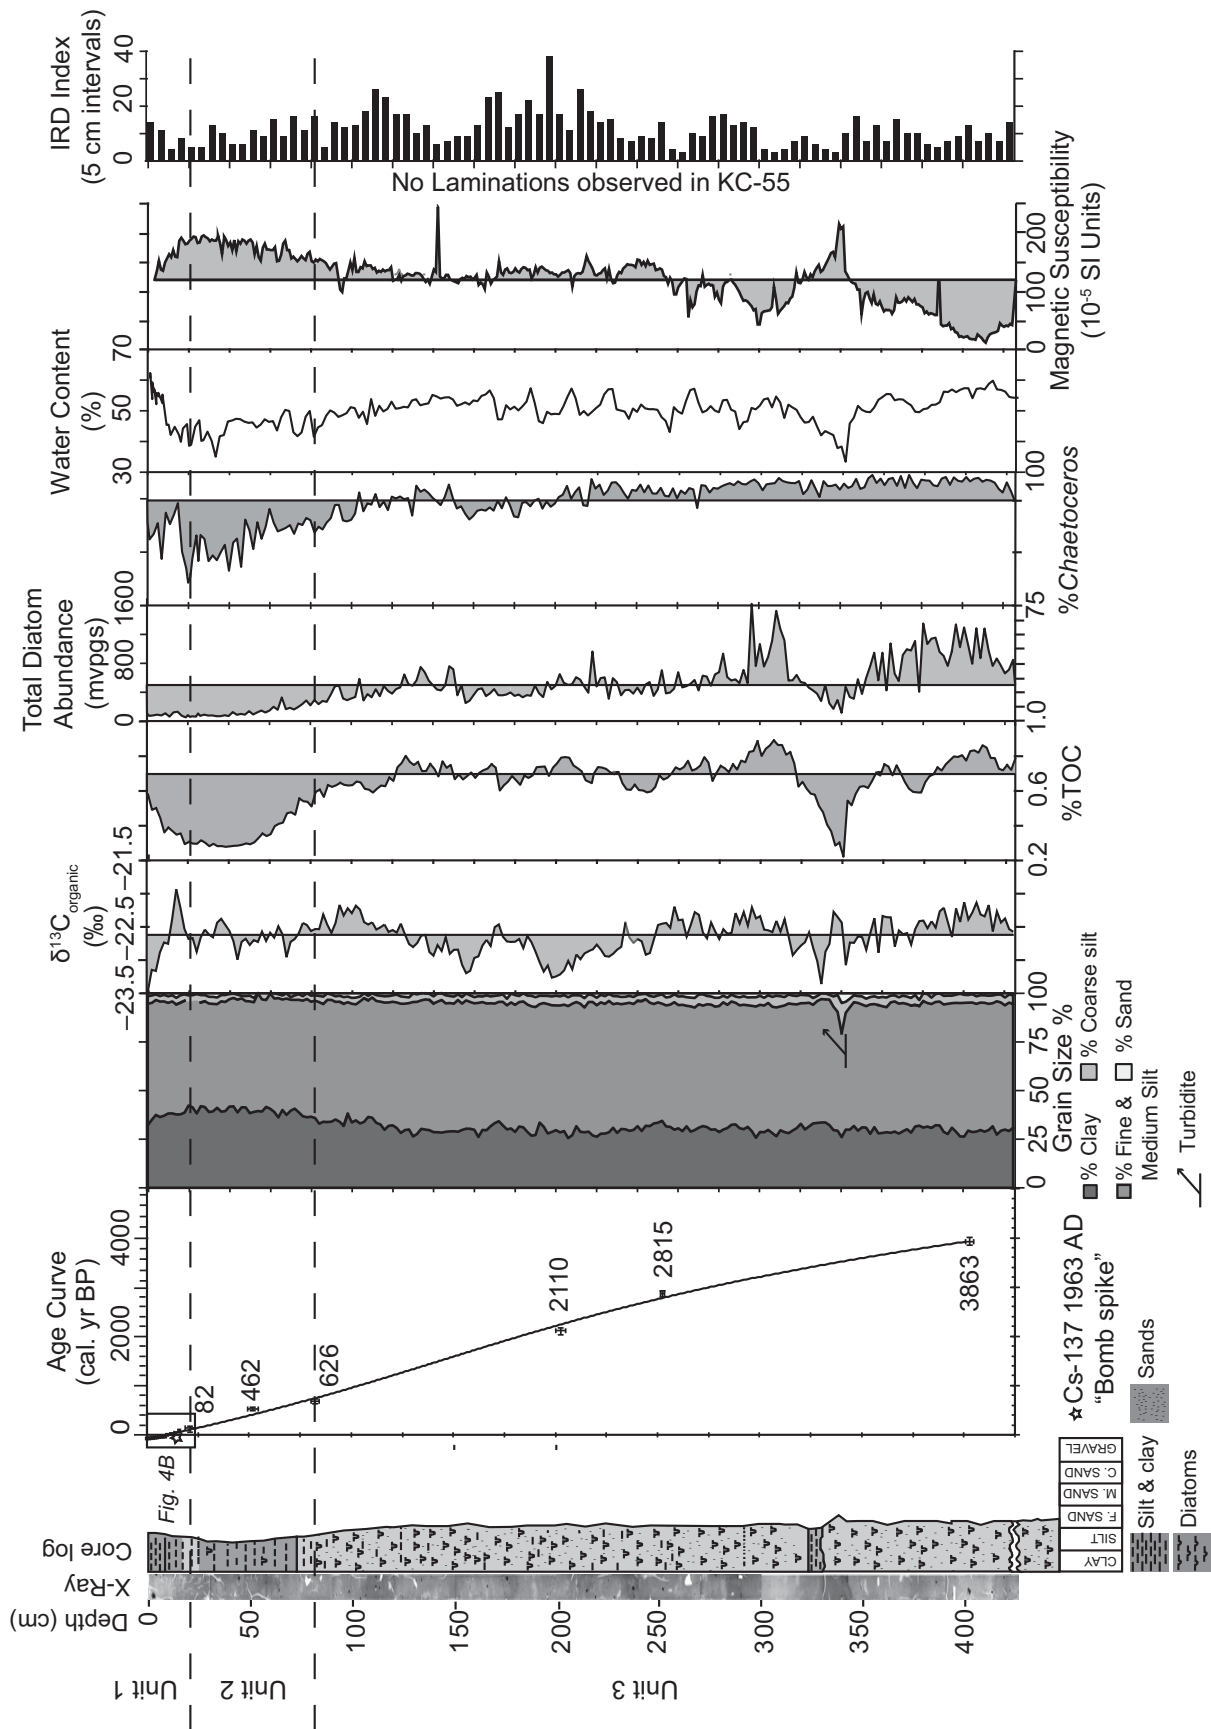 IRD Index
(5 cm intervals)
0
20
40
No Laminations observed in KC-55
Magnetic Susceptibility
(10-5 SI Units)
0
100
200
Water Content
(%)
30
50
70
%Chaetoceros
75
100
Total Diatom
Abundance
(mvpgs)
0
800
1600
%TOC
0.2
0.6
1.0
δ13Corganic
(‰)
–23.5
–22.5
–21.5
Grain Size %
0
25
50
75
100
% Clay
% Coarse silt
% Fine &
Medium Silt
% Sand
Turbidite
Age Curve
(cal. yr BP)
0
2000
4000
82
462
626
2110
2815
3863
Fig. 4B
Cs-137 1963 AD
“Bomb spike”
Core log
X-Ray
Depth (cm)
0
50
100
150
200
250
300
350
400
Unit 1
Unit 2
Unit 3
GRAVEL
C. SAND
M. SAND
F. SAND
SILT
CLAY
Silt & clay
Sands
Diatoms